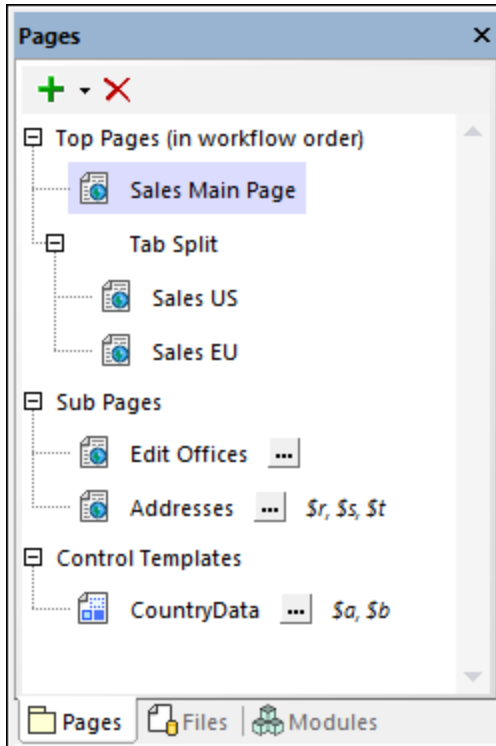 Pages
Top Pages (in workflow order)
Sales Main Page
Tab Split
Sales US
Sales EU
Sub Pages
Edit Offices ...
Addresses ... $r, $s, $t
Control Templates
CountryData ... $a, $b
Pages Files Modules